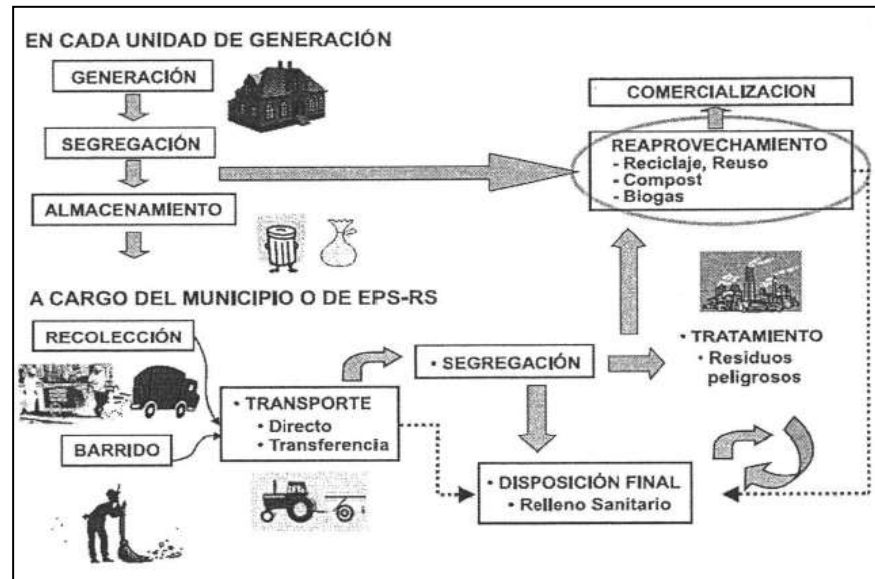 EN CADA UNIDAD DE GENERACIÓN
GENERACIÓN
SEGREGACIÓN
ALMACENAMIENTO
COMERCIALIZACION
REAPROVECHAMIENTO
- Reciclaje, Reuso
- Compost
- Biogas
A CARGO DEL MUNICIPIO O DE EPS-RS
RECOLECCIÓN
BARRIDO
• TRANSPORTE
• Directo
• Transferencia
• SEGREGACIÓN
• TRATAMIENTO
• Residuos
peligrosos
• DISPOSICIÓN FINAL
• Relleno Sanitario